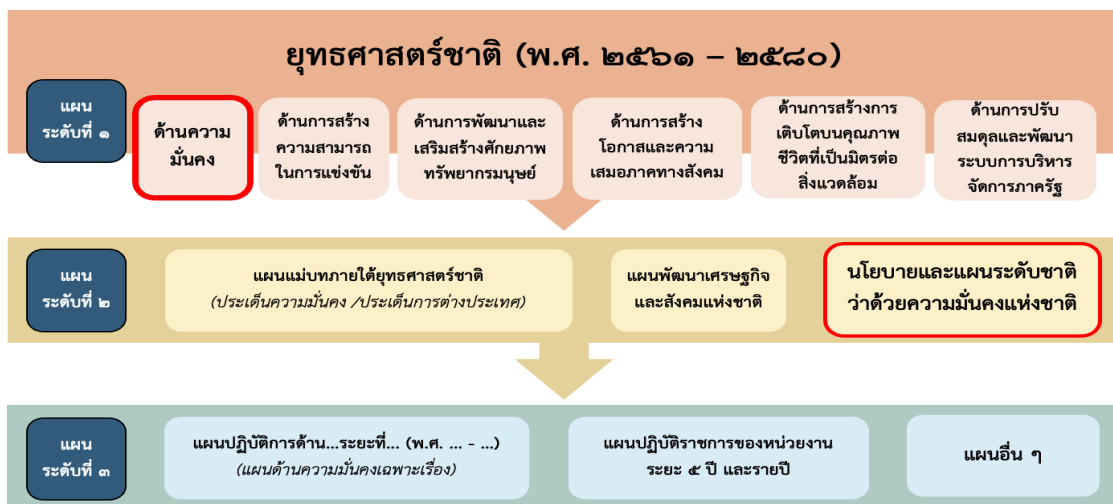 ยุทธศาสตร์ชาติ (พ.ศ. ๒๕๖๑ – ๒๕๘๐)
แผน
ระดับที่ ๑
ด้านความ
มั่นคง
ด้านการสร้าง
ความสามารถ
ในการแข่งขัน
ด้านการพัฒนาและ
เสริมสร้างศักยภาพ
ทรัพยากรมนุษย์
ด้านการสร้าง
โอกาสและความ
เสมอภาคทางสังคม
ด้านการสร้างการ
เติบโตบนคุณภาพ
ชีวิตที่เป็นมิตรต่อ
สิ่งแวดล้อม
ด้านการปรับ
สมดุลและพัฒนา
ระบบการบริหาร
จัดการภาครัฐ
แผน
ระดับที่ ๒
แผนแม่บทภายใต้ยุทธศาสตร์ชาติ
(ประเด็นความมั่นคง /ประเด็นการต่างประเทศ)
แผนพัฒนาเศรษฐกิจ
และสังคมแห่งชาติ
นโยบายและแผนระดับชาติ
ว่าด้วยความมั่นคงแห่งชาติ
แผน
ระดับที่ ๓
แผนปฏิบัติการด้าน...ระยะที่... (พ.ศ. ... - ...)
(แผนด้านความมั่นคงเฉพาะเรื่อง)
แผนปฏิบัติราชการของหน่วยงาน
ระยะ ๕ ปี และรายปี
แผนอื่น ๆ